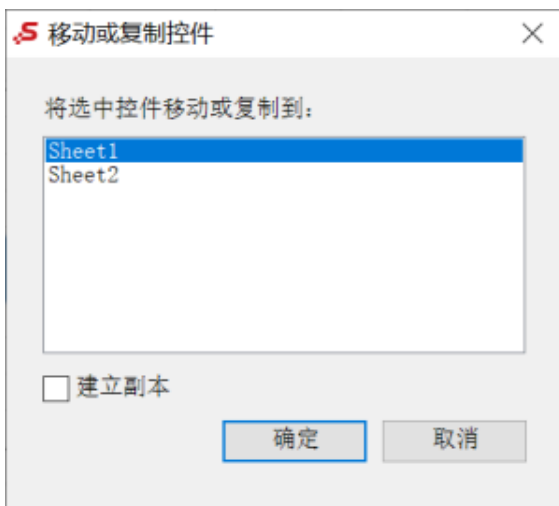 移动或复制控件
将选中控件移动或复制到：
Sheet1
Sheet2
建立副本
确定
取消